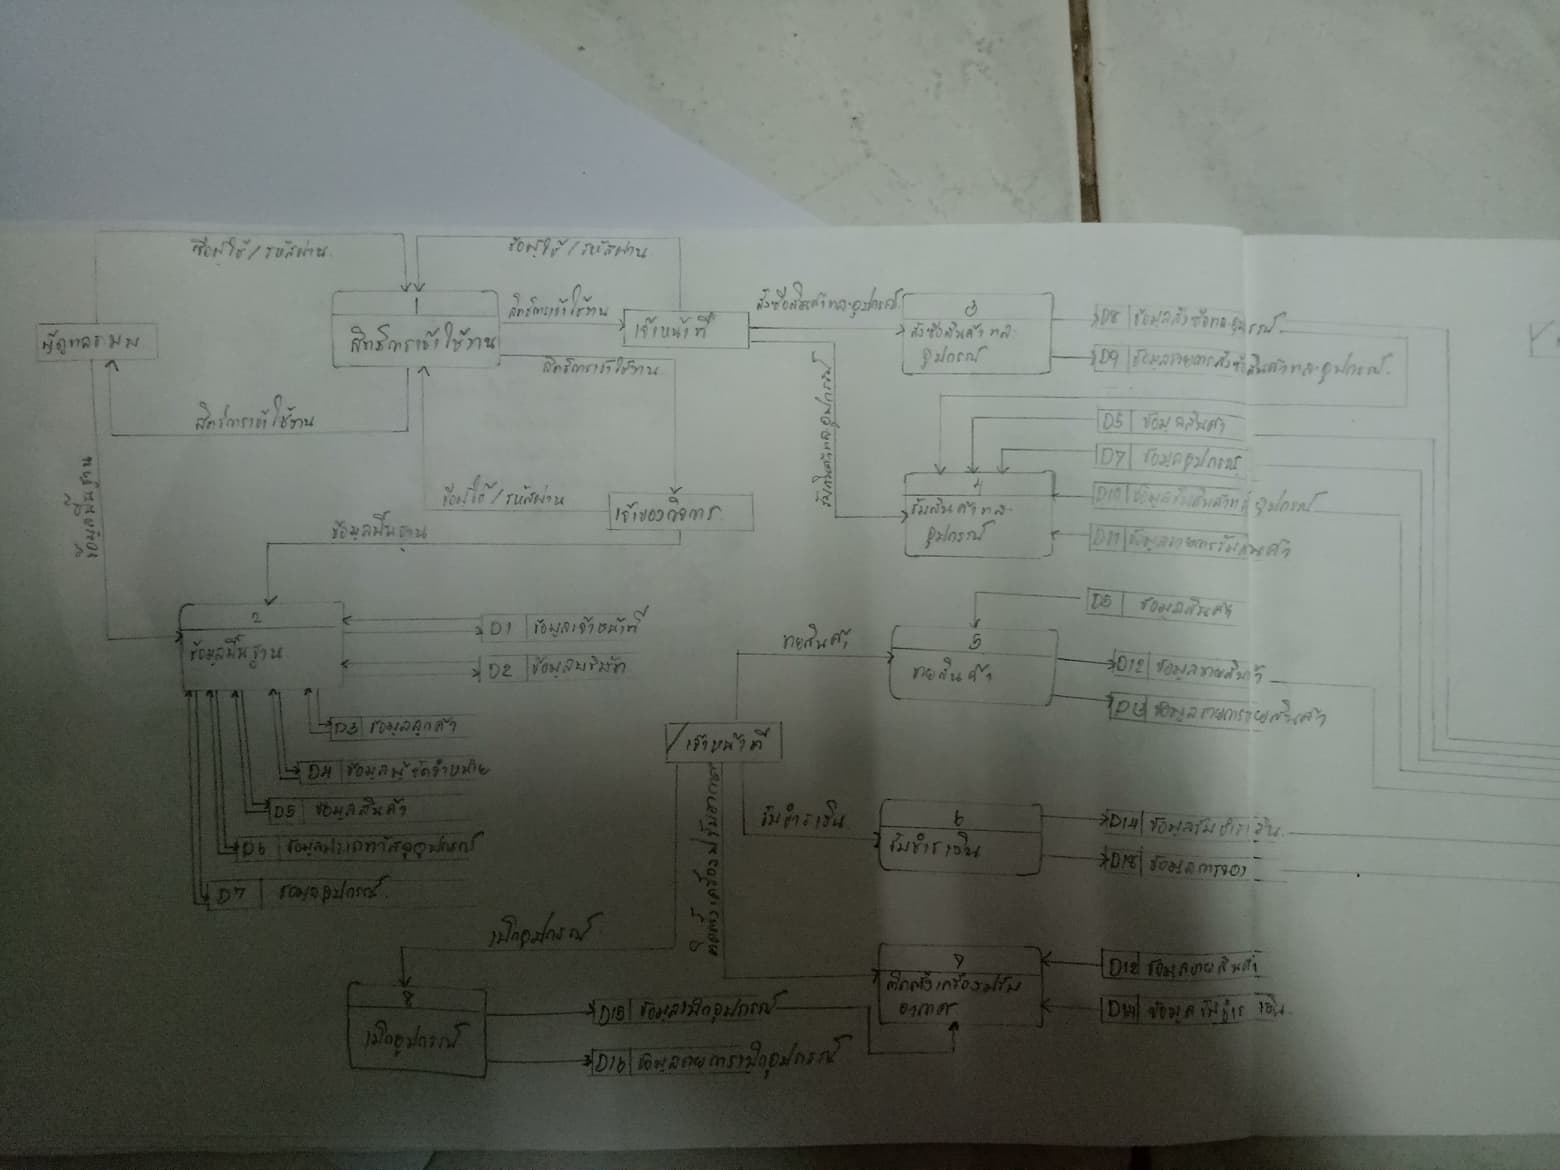 ชื่อผู้ใช้ / รหัสผ่าน
ชื่อผู้ใช้ / รหัสผ่าน
1
สิทธิ์การเข้าใช้งาน
สิทธิ์การเข้าใช้งาน
เจ้าหน้าที่
สั่งซื้อสินค้าและอุปกรณ์
3
สั่งซื้อสินค้าและ
อุปกรณ์
D8 ข้อมูลสั่งซื้อและอุปกรณ์
D9 ข้อมูลรายการสั่งซื้อสินค้าและอุปกรณ์
ผู้ดูแลระบบ
สิทธิ์การเข้าใช้งาน
สิทธิ์การเข้าใช้งาน
รับสินค้าและอุปกรณ์
D5 ข้อมูลสินค้า
D7 ข้อมูลอุปกรณ์
4
รับสินค้าและ
อุปกรณ์
D10 ข้อมูลรับสินค้าและอุปกรณ์
D11 ข้อมูลรายการรับสินค้า
ข้อมูลพื้นฐาน
ชื่อผู้ใช้ / รหัสผ่าน
เจ้าของกิจการ
ข้อมูลพื้นฐาน
2
ข้อมูลพื้นฐาน
D1 ข้อมูลเจ้าหน้าที่
D2 ข้อมูลบริษัท
D3 ข้อมูลลูกค้า
D4 ข้อมูลผู้จัดจำหน่าย
D5 ข้อมูลสินค้า
D6 ข้อมูลประเภทวัสดุอุปกรณ์
D7 ข้อมูลอุปกรณ์
D5 ข้อมูลสินค้า
ขายสินค้า
5
ขายสินค้า
D12 ข้อมูลขายสินค้า
D13 ข้อมูลรายการขายสินค้า
เจ้าหน้าที่
รับชำระเงิน
6
รับชำระเงิน
D14 ข้อมูลรับชำระเงิน
D18 ข้อมูลการจอง
ติดตั้งเครื่องปรับอากาศ
7
ติดตั้งเครื่องปรับ
อากาศ
D12 ข้อมูลขายสินค้า
D14 ข้อมูลรับชำระเงิน
เบิกอุปกรณ์
8
เบิกอุปกรณ์
D15 ข้อมูลเบิกอุปกรณ์
D16 ข้อมูลรายการเบิกอุปกรณ์